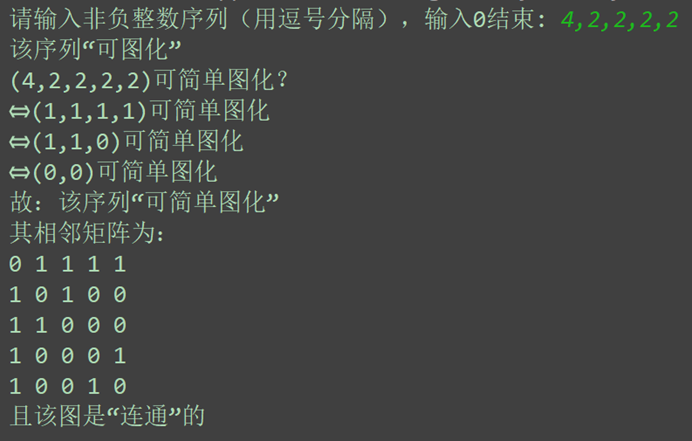 请输入非负整数序列（用逗号分隔），输入0结束: 4,2,2,2,2
该序列“可图化”
(4,2,2,2,2)可简单图化?
⇔(1,1,1,1)可简单图化
⇔(1,1,0)可简单图化
⇔(0,0)可简单图化
故: 该序列“可简单图化”
其相邻矩阵为:
0 1 1 1 1
1 0 1 0 0
1 1 0 0 0
1 0 0 0 1
1 0 0 1 0
且该图是“连通”的